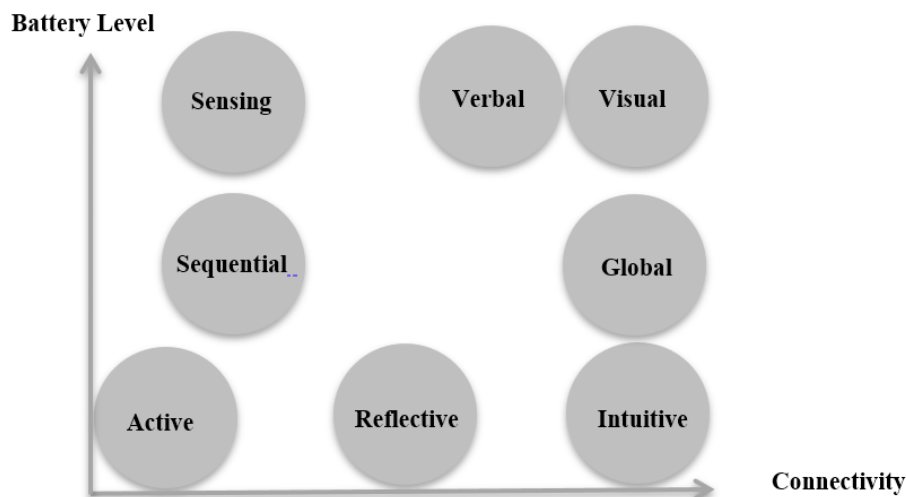 Battery Level
Sensing
Verbal
Visual
Sequential
Global
Active
Reflective
Intuitive
Connectivity